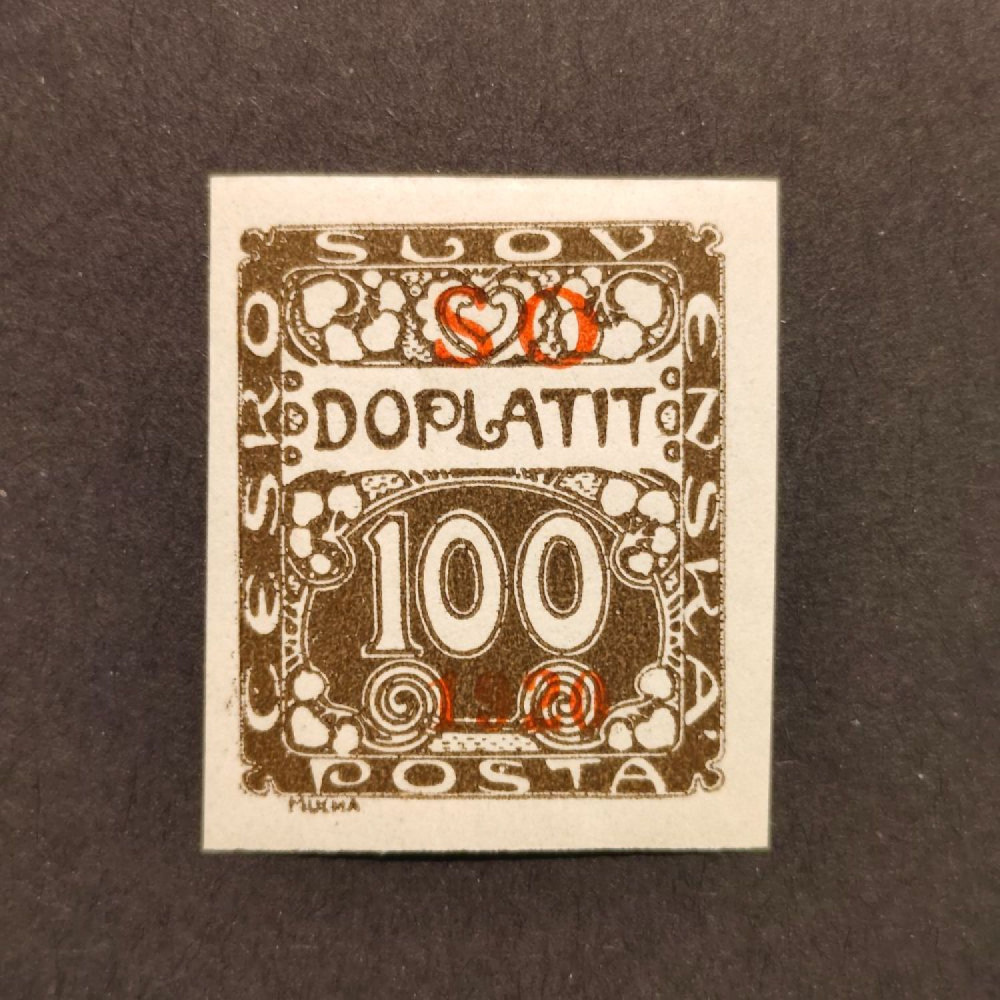 ČESKO SLOVENSKÁ
SO
DOPLATIT
100
1920
POŠTA
MUCHA